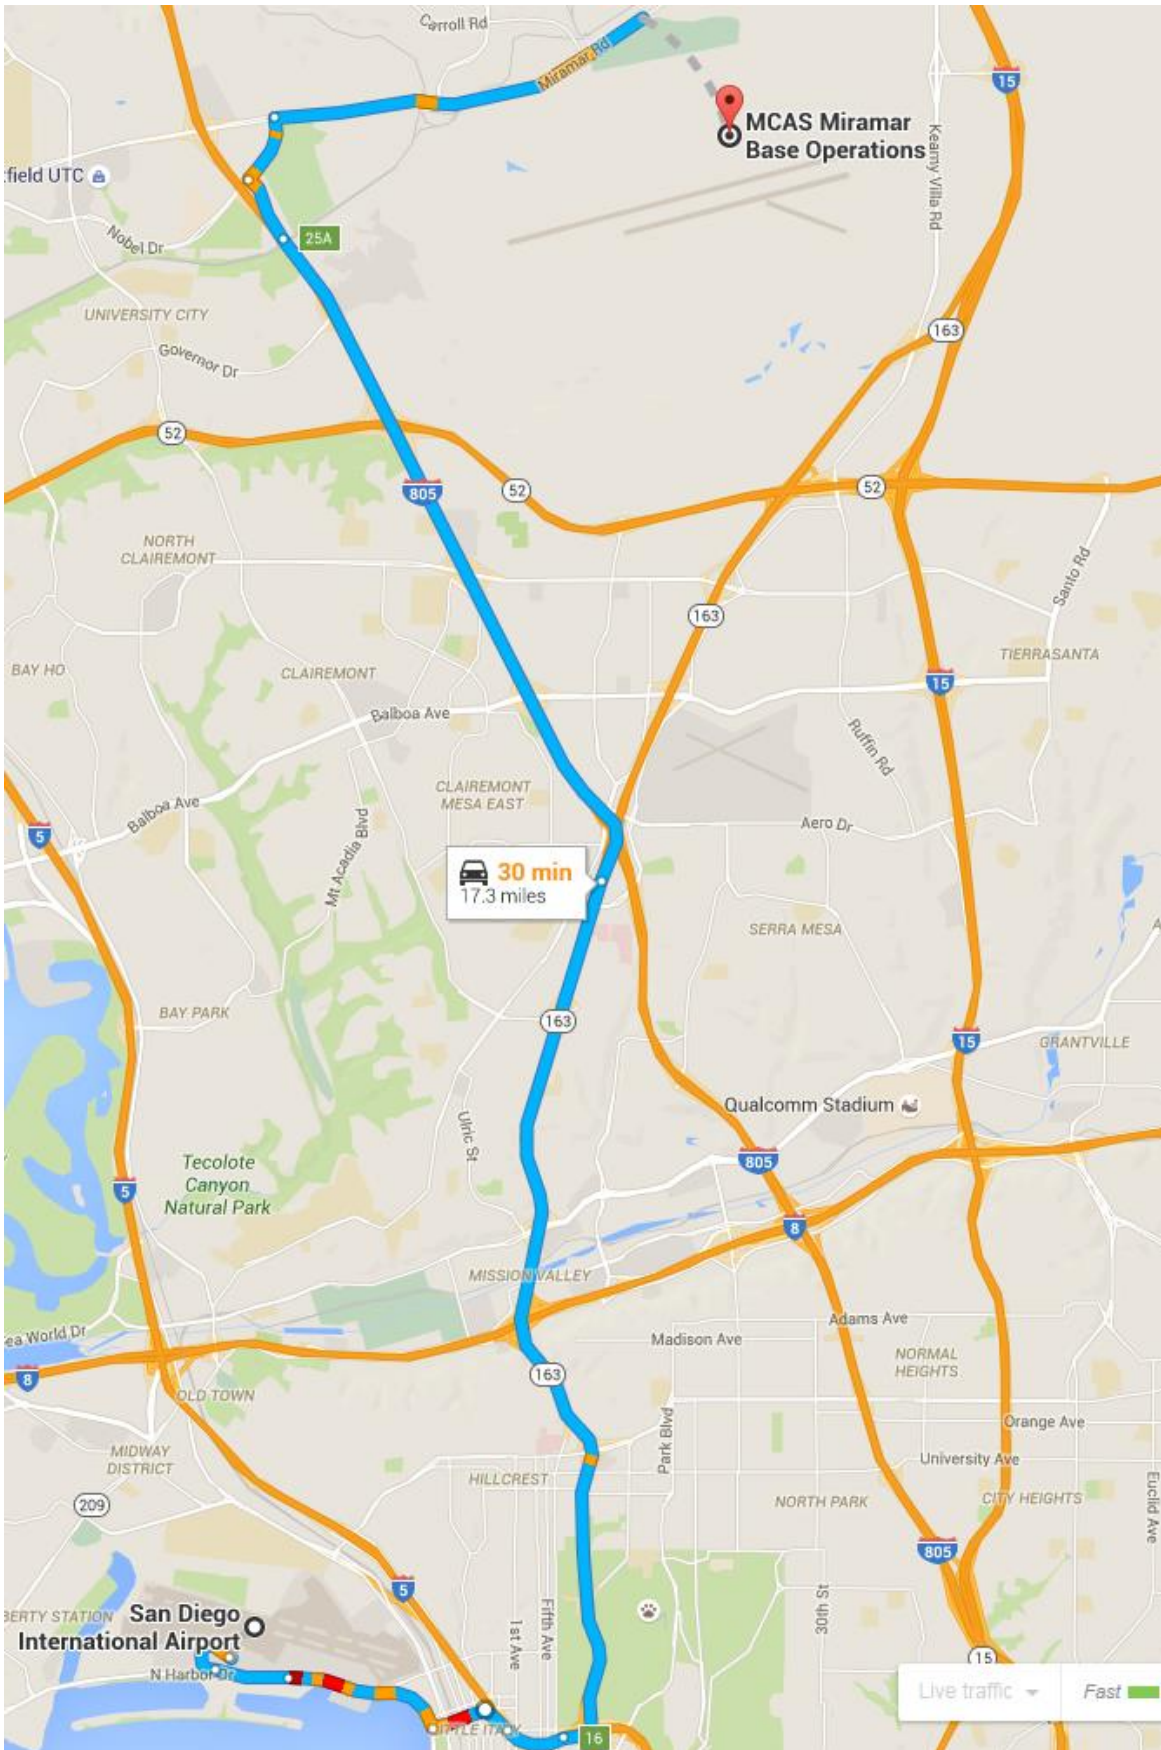 Carroll Rd
Miramar Rd
15
MCAS Miramar
Base Operations
Kearny Villa Rd
field UTC
Nobel Dr
25A
UNIVERSITY CITY
163
Governor Dr
52
805
52
52
NORTH
CLAIREMONT
Santo Rd
163
BAY HO
CLAIREMONT
TIERRASANTA
15
Balboa Ave
Ruffin Rd
CLAIREMONT
MESA EAST
Balboa Ave
5
Mt Acadia Blvd
Aero Dr
30 min
17.3 miles
SERRA MESA
BAY PARK
163
15
GRANTVILLE
Qualcomm Stadium
Ulric St
805
Tecolote
Canyon
Natural Park
5
8
MISSION VALLEY
ea World Dr
Adams Ave
Madison Ave
NORMAL
HEIGHTS
8
163
OLD TOWN
Park Blvd
Orange Ave
MIDWAY
DISTRICT
University Ave
HILLCREST
Euclid Ave
209
NORTH PARK
CITY HEIGHTS
805
5
30th St
BERTY STATION
San Diego
International Airport
1st Ave
Fifth Ave
15
N Harbor Dr
Live traffic
Fast
ITTLE ITALY
16